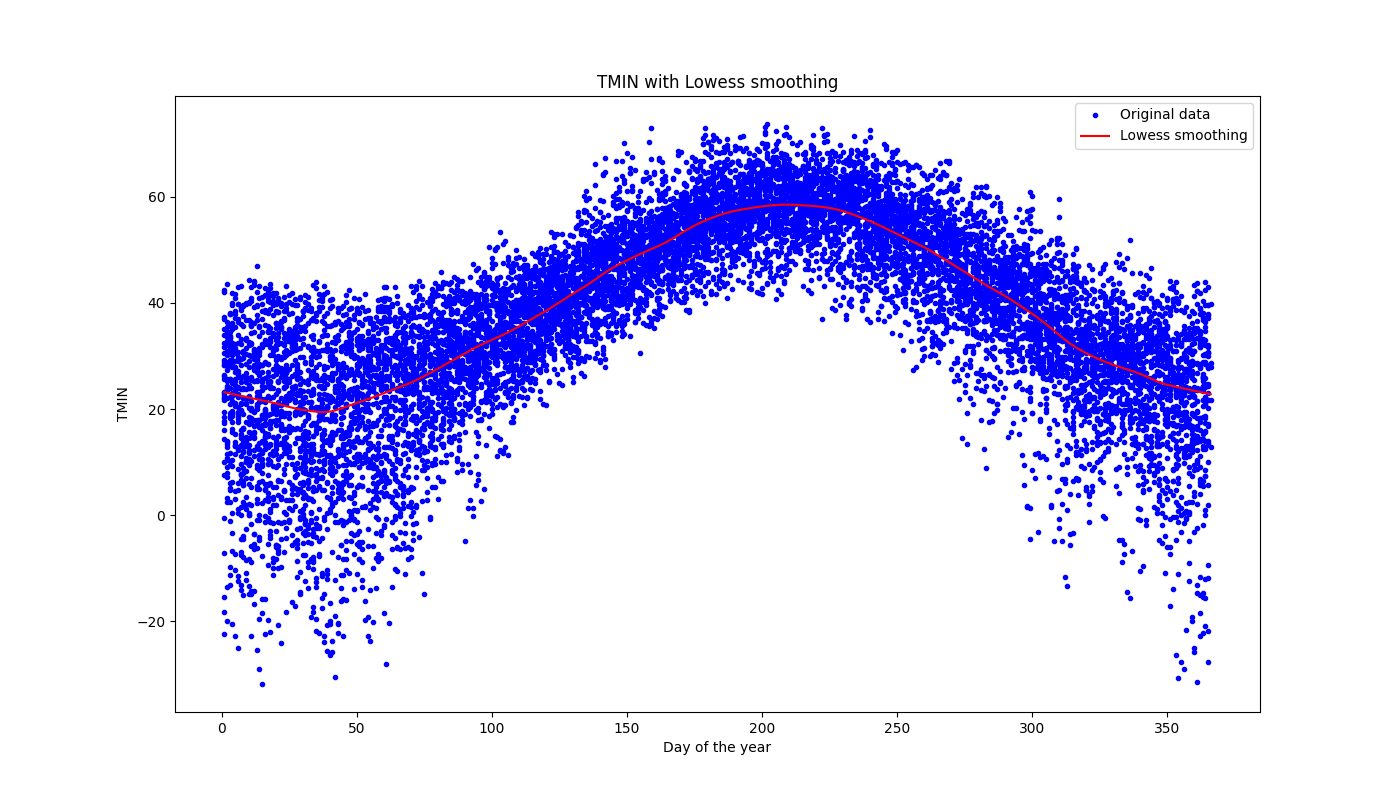 TMIN with Lowess smoothing
Original data
Lowess smoothing
60
40
20
0
−20
TMIN
0 50 100 150 200 250 300 350
Day of the year